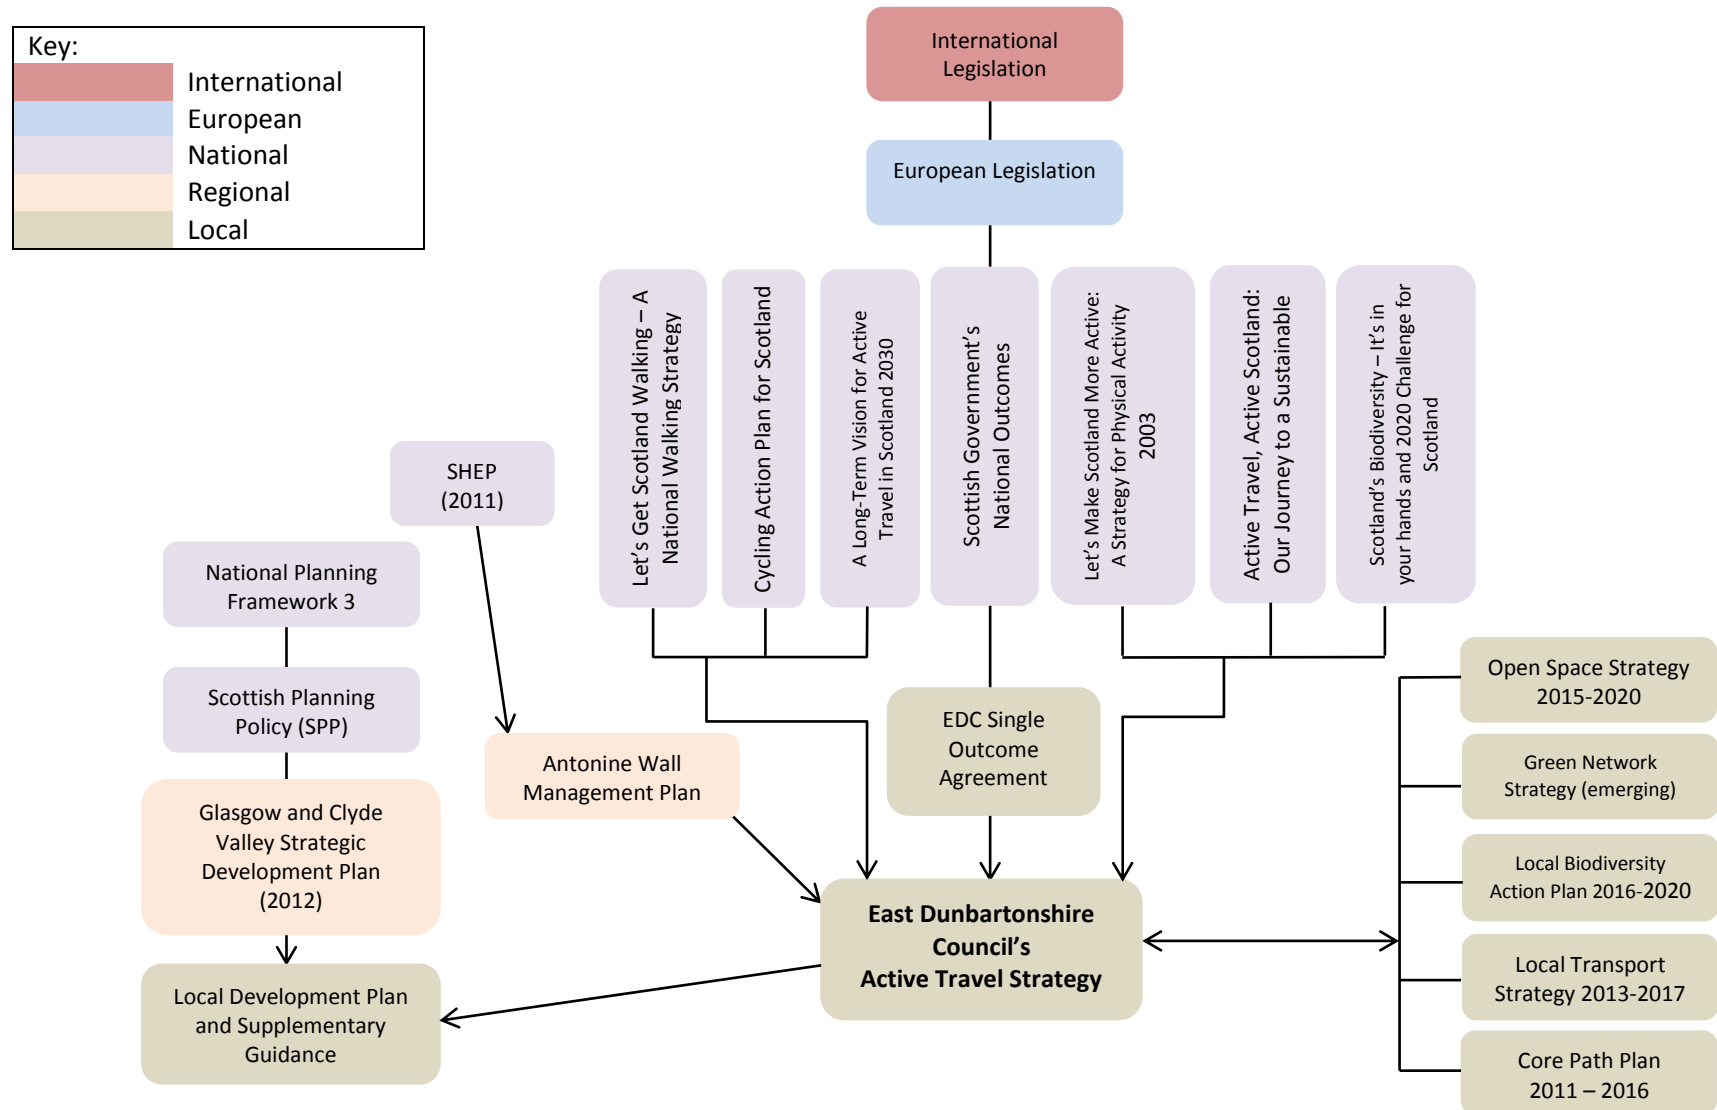 Key:
International
European
National
Regional
Local
International
Legislation
European Legislation
Let's Get Scotland Walking – A
National Walking Strategy
Cycling Action Plan for Scotland
A Long-Term Vision for Active
Travel in Scotland 2030
Scottish Government's
National Outcomes
Let's Make Scotland More Active:
A Strategy for Physical Activity
2003
Active Travel, Active Scotland:
Our Journey to a Sustainable
Scotland's Biodiversity – It's in
your hands and 2020 Challenge for
Scotland
SHEP
(2011)
National Planning
Framework 3
Scottish Planning
Policy (SPP)
Glasgow and Clyde
Valley Strategic
Development Plan
(2012)
Local Development Plan
and Supplementary
Guidance
Antonine Wall
Management Plan
EDC Single
Outcome
Agreement
East Dunbartonshire
Council's
Active Travel Strategy
Open Space Strategy
2015-2020
Green Network
Strategy (emerging)
Local Biodiversity
Action Plan 2016-2020
Local Transport
Strategy 2013-2017
Core Path Plan
2011 – 2016